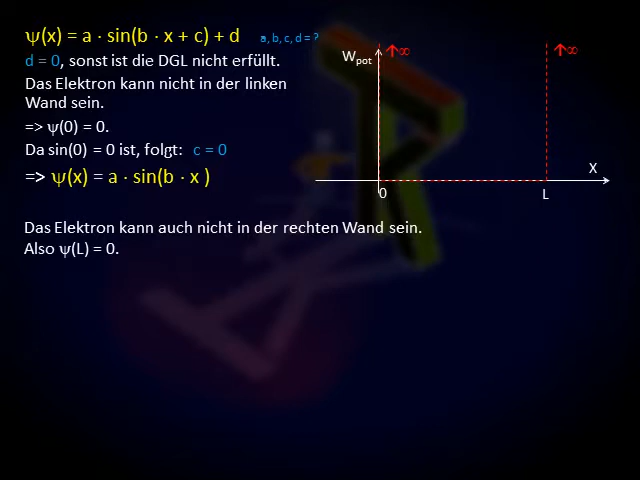 ψ(x) = a · sin(b · x + c) + d a, b, c, d = ?
d = 0, sonst ist die DGL nicht erfüllt.
Das Elektron kann nicht in der linken
Wand sein.
=> ψ(0) = 0.
Da sin(0) = 0 ist, folgt: c = 0
=> ψ(x) = a · sin(b · x )
Das Elektron kann auch nicht in der rechten Wand sein.
Also ψ(L) = 0.
Wpot
↑∞
↑∞
X
0
L